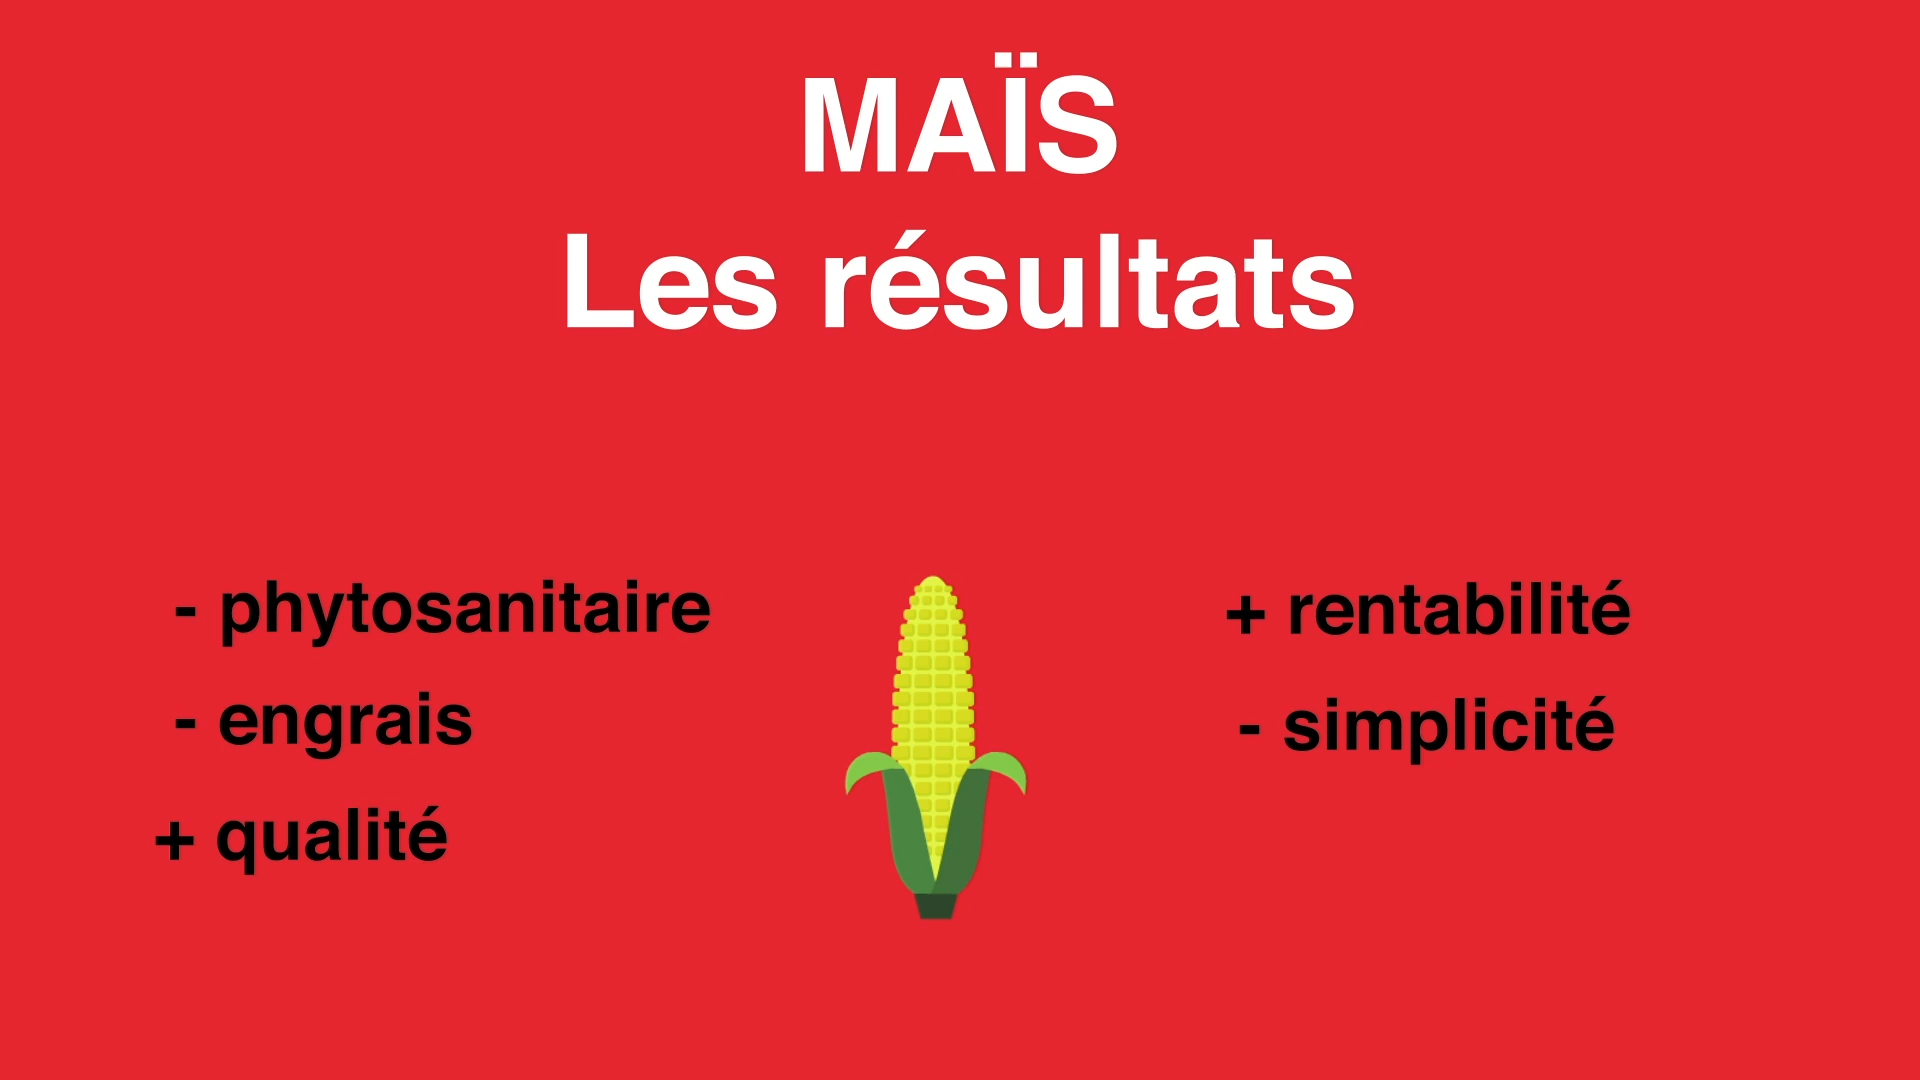 MAÏS
Les résultats
- phytosanitaire
- engrais
+ qualité
+ rentabilité
- simplicité